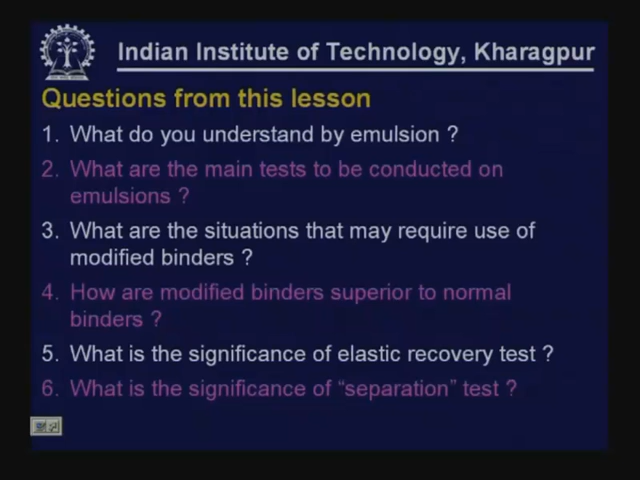 Indian Institute of Technology, Kharagpur
Questions from this lesson
1. What do you understand by emulsion ?
2. What are the main tests to be conducted on
emulsions ?
3. What are the situations that may require use of
modified binders ?
4. How are modified binders superior to normal
binders ?
5. What is the significance of elastic recovery test ?
6. What is the significance of “separation” test ?